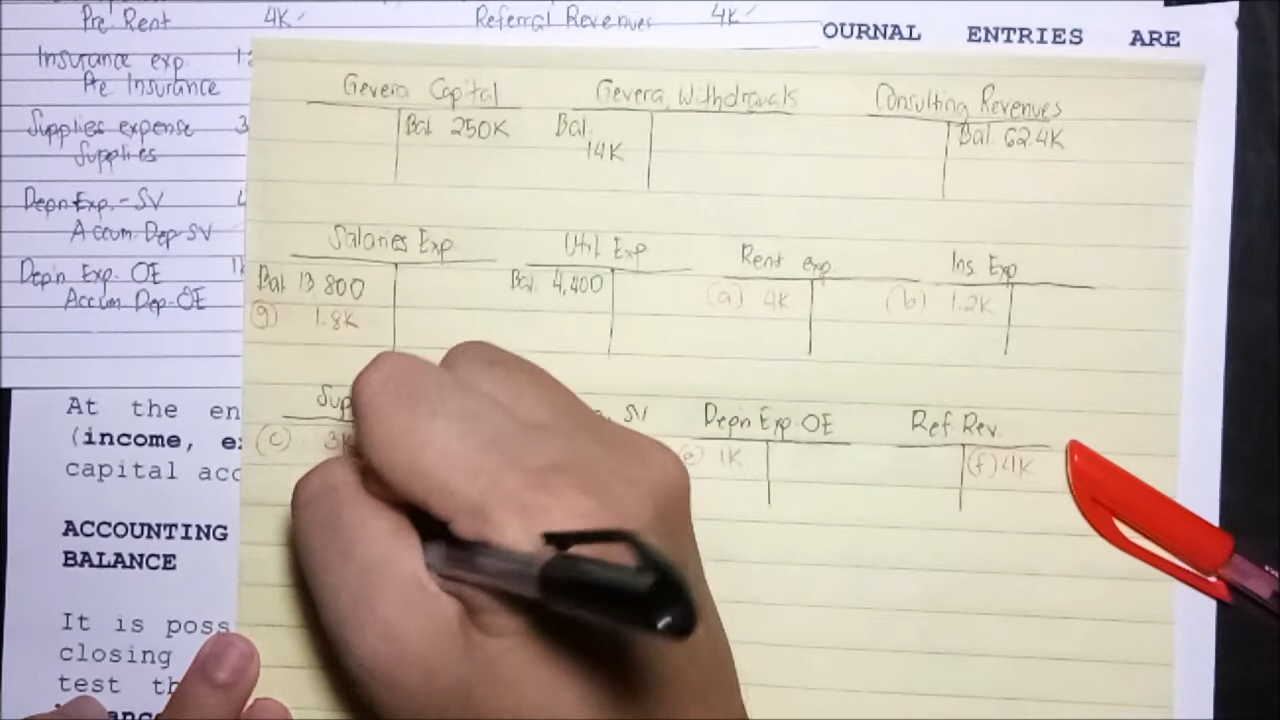 Pre. Rent 4K
Referral Revenues 4K
OURNAL ENTRIES ARE
Insurance exp.
Pre Insurance
Supplies expense 3
Supplies
Depn Exp. - SV
Accum. Dep SV
Depn Exp. OE
Accum. Dep-OE
Gevera Capital
Bal 250K
Gevera, Withdrawals
Bal.
14K
Consulting Revenues
Bal. 62.4K
Salaries Exp
Bal 13,800
g) 1.8K
Util Exp
Bal. 4,400
Rent exp.
(a) 4K
Ins. Exp
(b) 1.2K
Sup
(c) 3K
SV
Depn Exp. OE
e) 1K
Ref. Rev.
(f) 4K
At the en
(income, e
capital acc
ACCOUNTING
BALANCE
It is poss
closing
test th